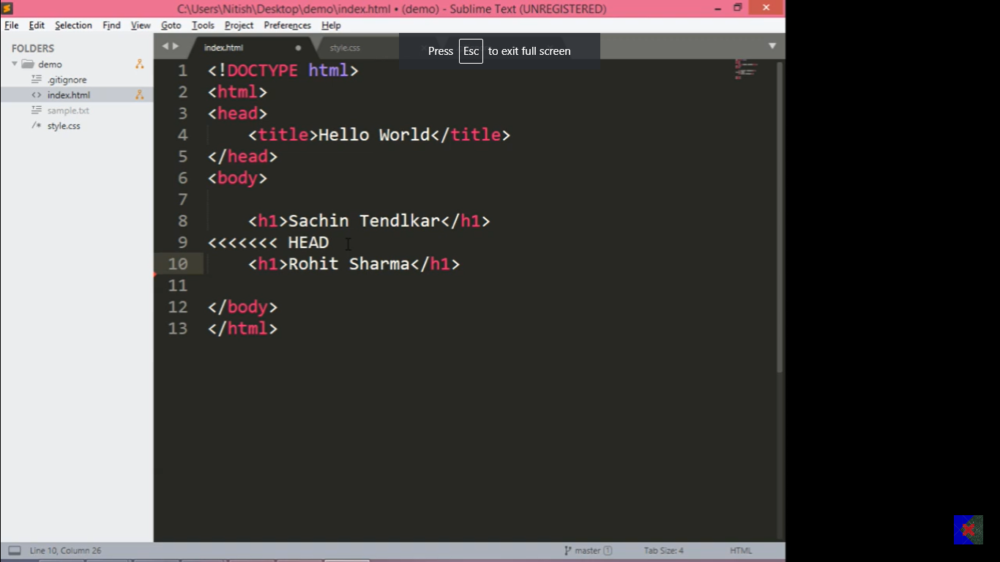 C:\Users\Nitish\Desktop\demo\index.html • (demo) - Sublime Text (UNREGISTERED)
File Edit Selection Find View Goto Tools Project Preferences Help
FOLDERS
demo
.gitignore
index.html
sample.txt
style.css
index.html style.css
Press Esc to exit full screen
1 <!DOCTYPE html>
2 <html>
3 <head>
4 <title>Hello World</title>
5 </head>
6 <body>
7
8 <h1>Sachin Tendlkar</h1>
9 <<<<<<< HEAD
10 <h1>Rohit Sharma</h1>
11
12 </body>
13 </html>
Line 10, Column 26 master 1 Tab Size: 4 HTML